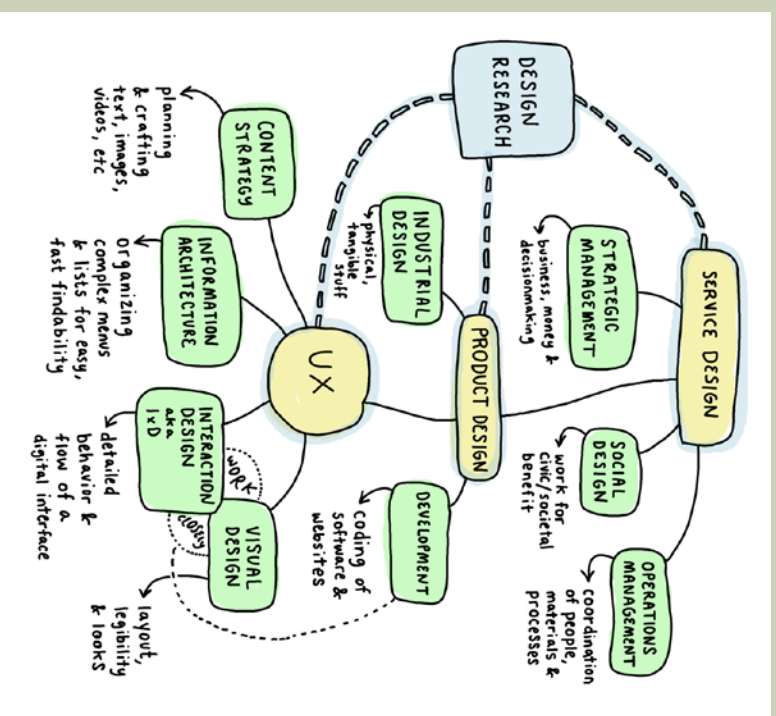 DESIGN
RESEARCH
SERVICE DESIGN
STRATEGIC
MANAGEMENT
business, money &
decisionmaking
SOCIAL
DESIGN
work for
civic/societal
benefit
OPERATIONS
MANAGEMENT
coordination
of people,
materials &
processes
PRODUCT DESIGN
INDUSTRIAL
DESIGN
physical,
tangible
stuff
DEVELOPMENT
coding of
software &
websites
UX
CONTENT
STRATEGY
planning
& crafting
text, images,
videos, etc
INFORMATION
ARCHITECTURE
organizing
complex menus
& lists for easy,
fast findability
INTERACTION
DESIGN
aka
IxD
detailed
behavior &
flow of a
digital interface
WORK
CLOSELY
VISUAL
DESIGN
layout,
legibility
& looks